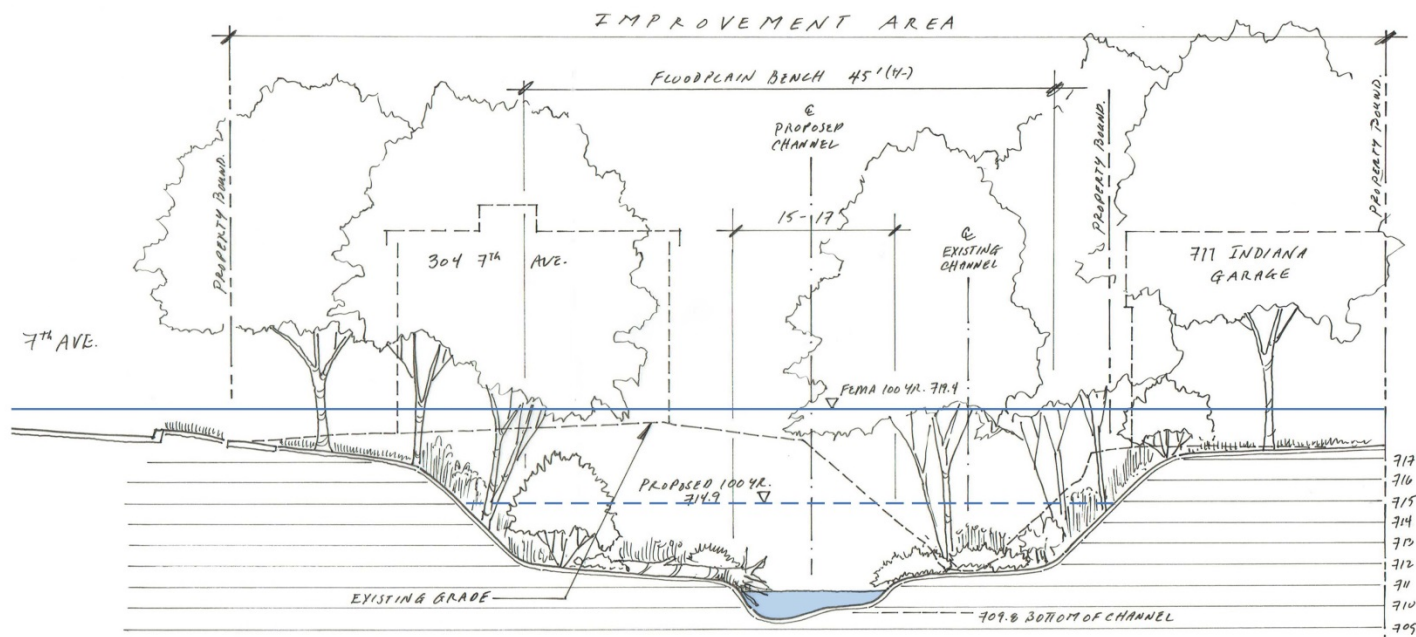 IMPROVEMENT AREA
FLOODPLAIN BENCH 45' (+/-)
PROPERTY BOUND.
℄
PROPOSED
CHANNEL
PROPERTY BOUND.
PROPERTY BOUND.
15-17'
℄
EXISTING
CHANNEL
304 7TH AVE.
711 INDIANA
GARAGE
7th AVE.
FEMA 100 YR. 719.4
PROPOSED 100 YR.
714.9
EXISTING GRADE
709.8 BOTTOM OF CHANNEL
717
716
715
714
713
712
711
710
709